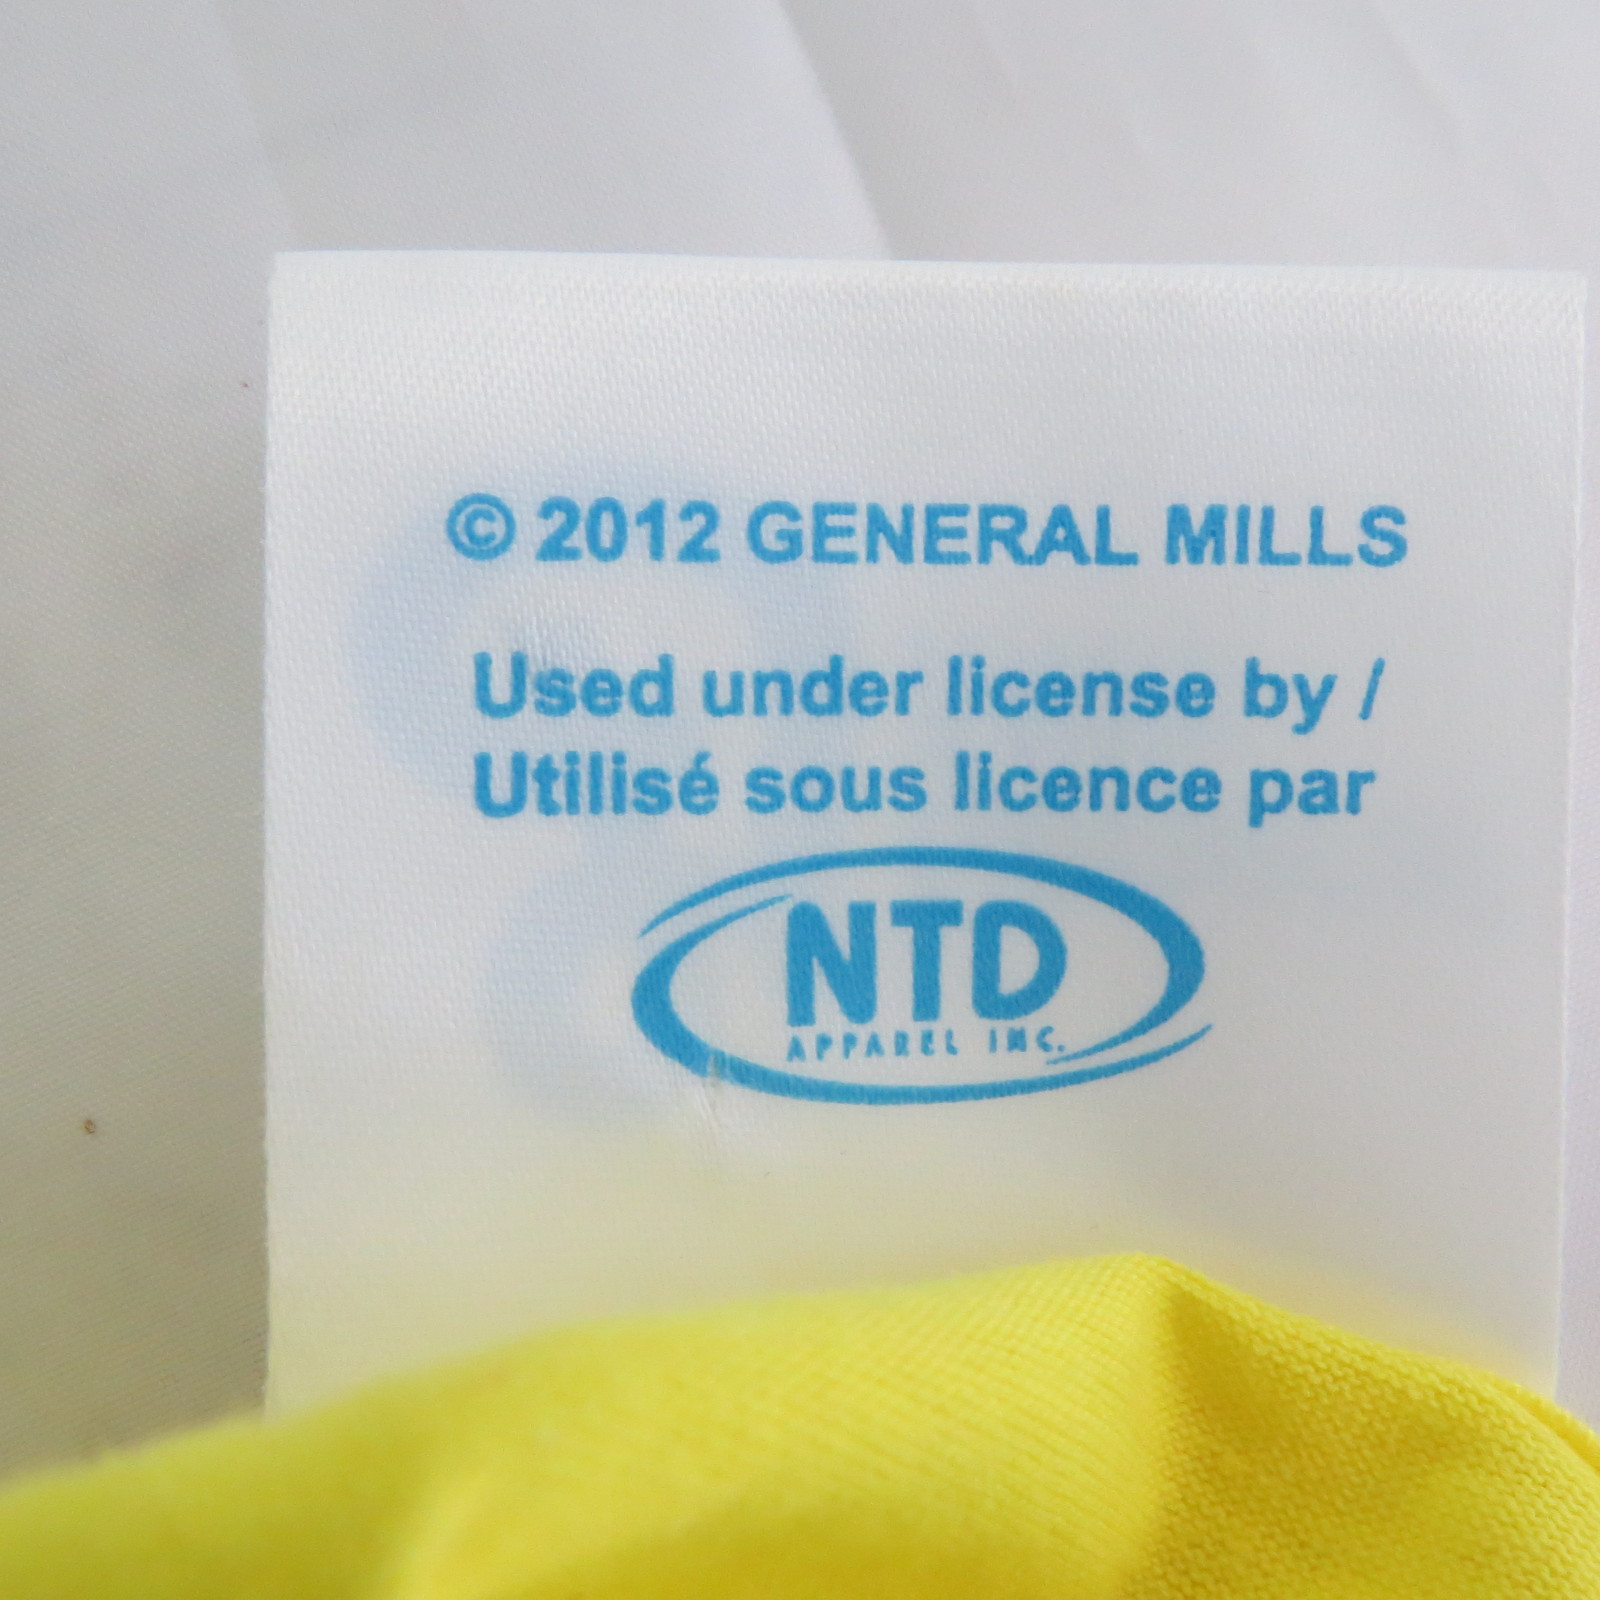 © 2012 GENERAL MILLS
Used under license by /
Utilisé sous licence par
NTD
APPAREL INC.